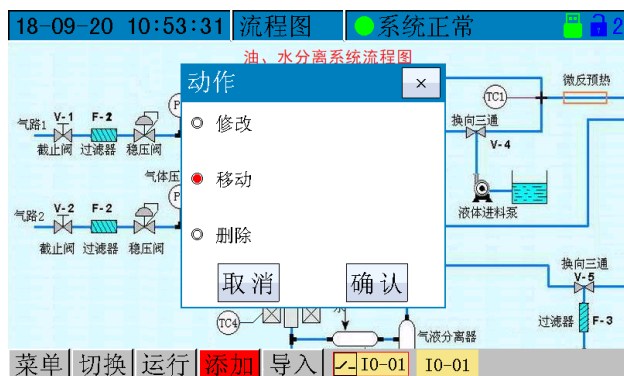 18-09-20 10:53:31 流程图 系统正常 2
油、水分离系统流程图
动作 ×
修改
移动
删除
取消 确认
微反预热
TC1
换向三通
V-4
气路1 V-1 F-2
截止阀 过滤器 稳压阀
气体压
P
液体进料泵
气路2 V-2 F-2
P
截止阀 过滤器 稳压阀
换向三通
V-5
过滤器 F-3
TC4
气液分离器
菜单 切换 运行 添加 导入 I0-01 I0-01